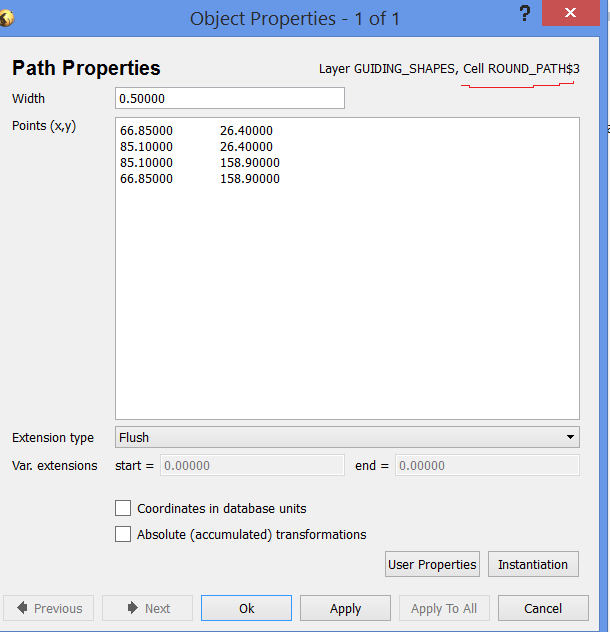 Object Properties - 1 of 1
?
Path Properties
Layer GUIDING_SHAPES, Cell ROUND_PATH$3
Width
0.50000
Points (x,y)
66.85000 26.40000
85.10000 26.40000
85.10000 158.90000
66.85000 158.90000
Extension type
Flush
Var. extensions
start =
0.00000
end =
0.00000
Coordinates in database units
Absolute (accumulated) transformations
User Properties
Instantiation
Previous
Next
Ok
Apply
Apply To All
Cancel